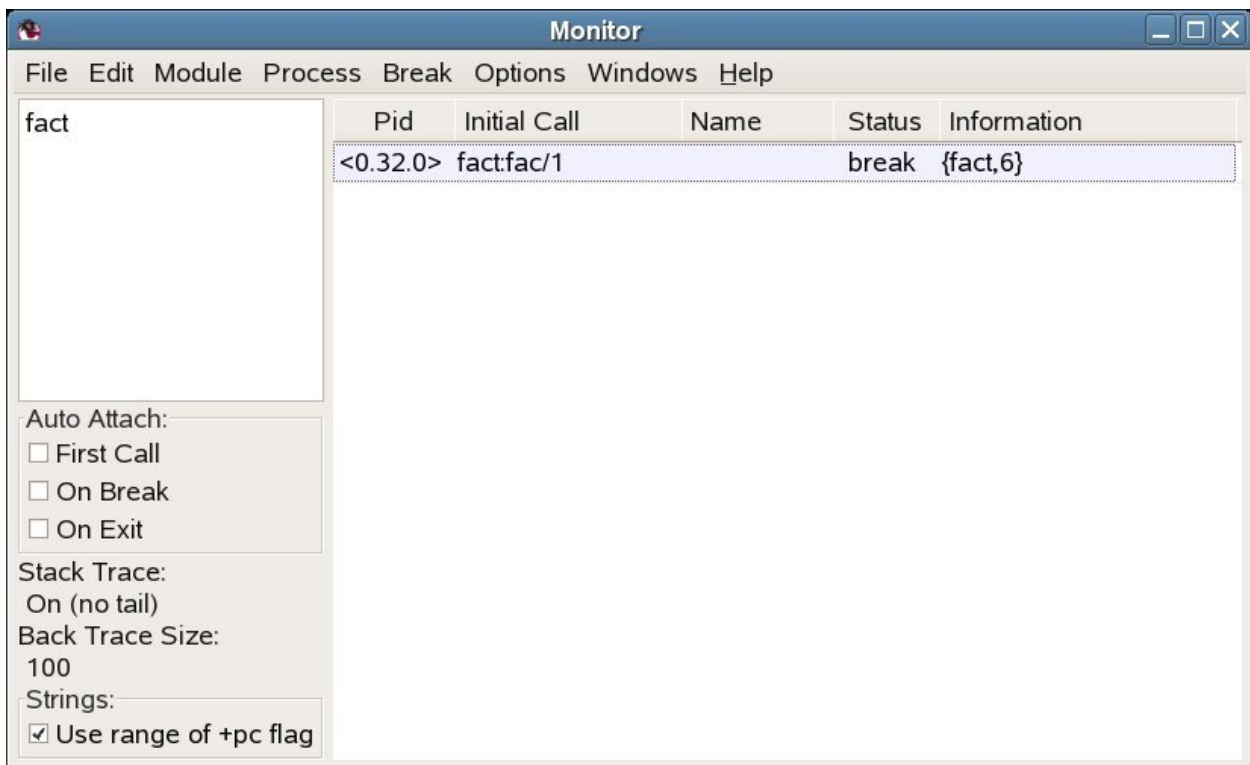 Monitor
File Edit Module Process Break Options Windows Help
fact
Pid Initial Call Name Status Information
<0.32.0> fact:fac/1 break {fact,6}
Auto Attach:
First Call
On Break
On Exit
Stack Trace:
On (no tail)
Back Trace Size:
100
Strings:
Use range of +pc flag